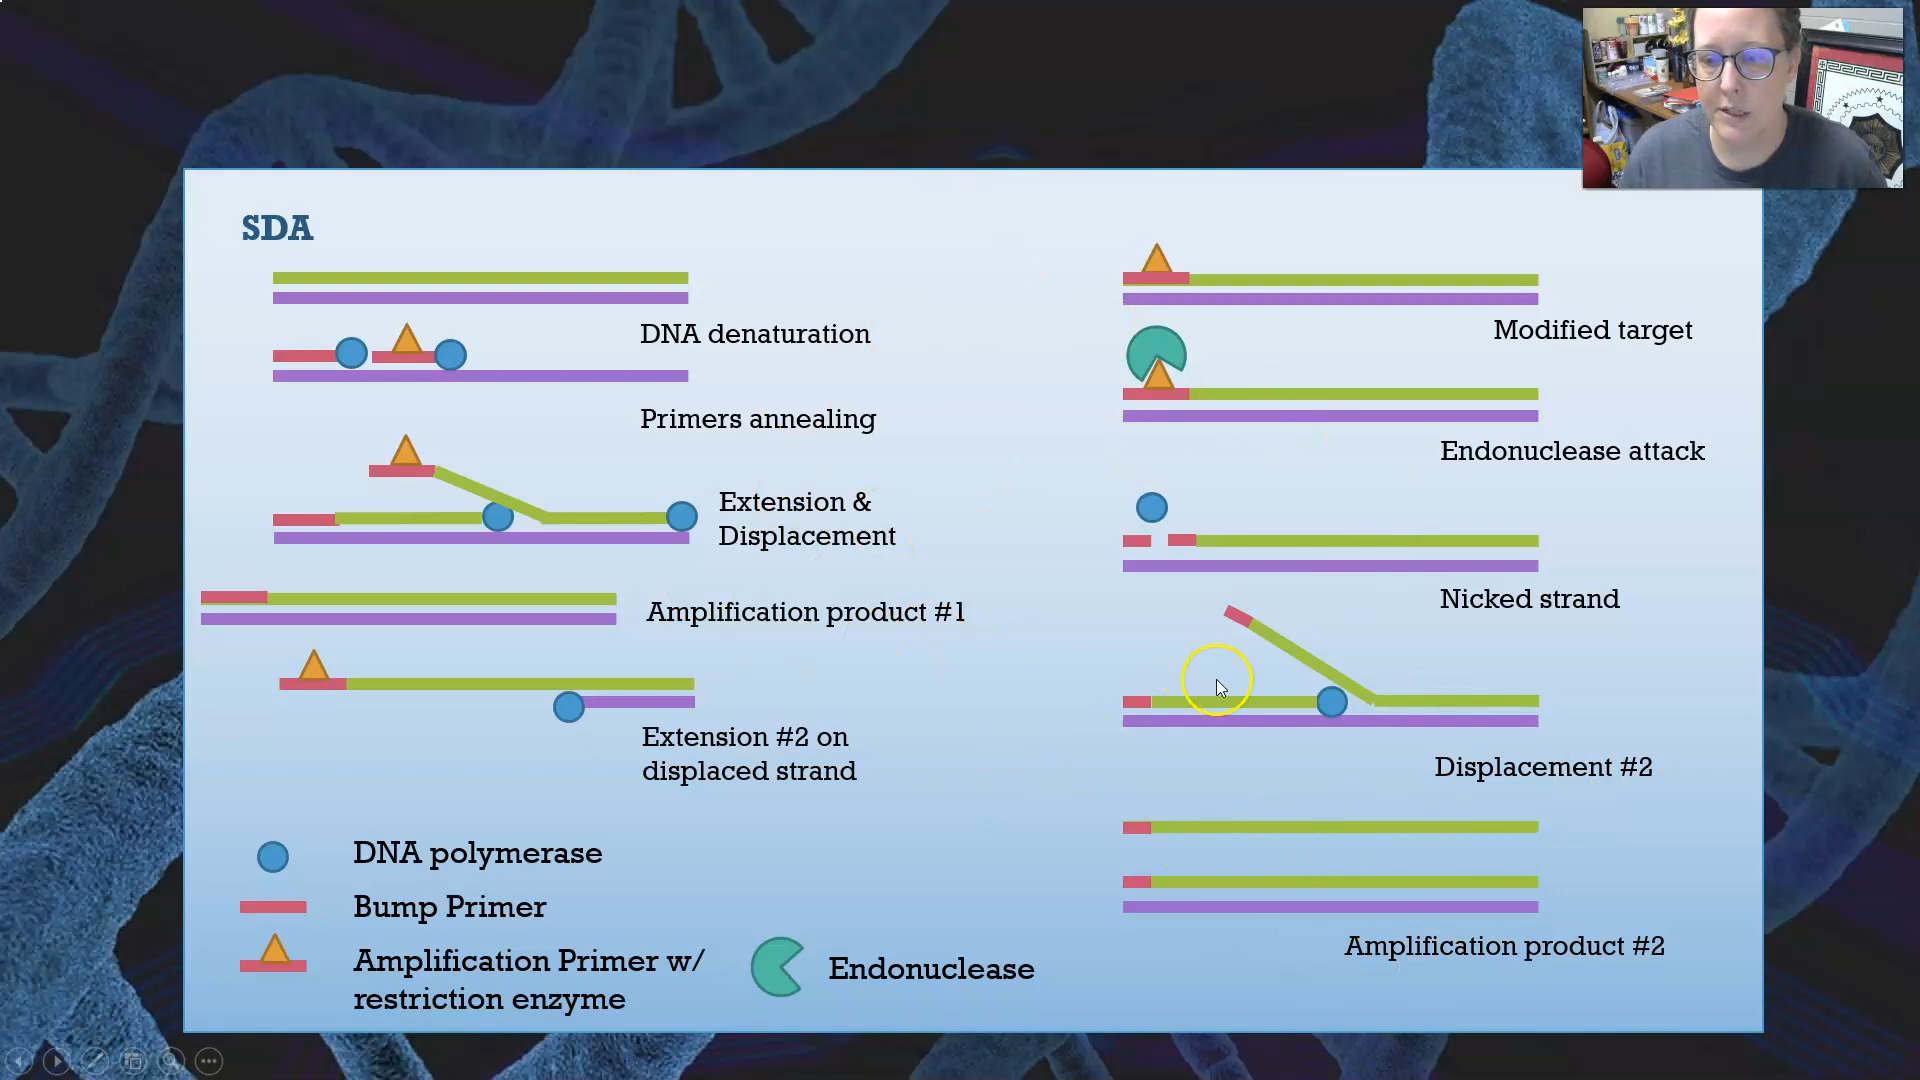 SDA
DNA denaturation
Primers annealing
Extension &
Displacement
Amplification product #1
Extension #2 on
displaced strand
DNA polymerase
Bump Primer
Amplification Primer w/
restriction enzyme
Endonuclease
Modified target
Endonuclease attack
Nicked strand
Displacement #2
Amplification product #2